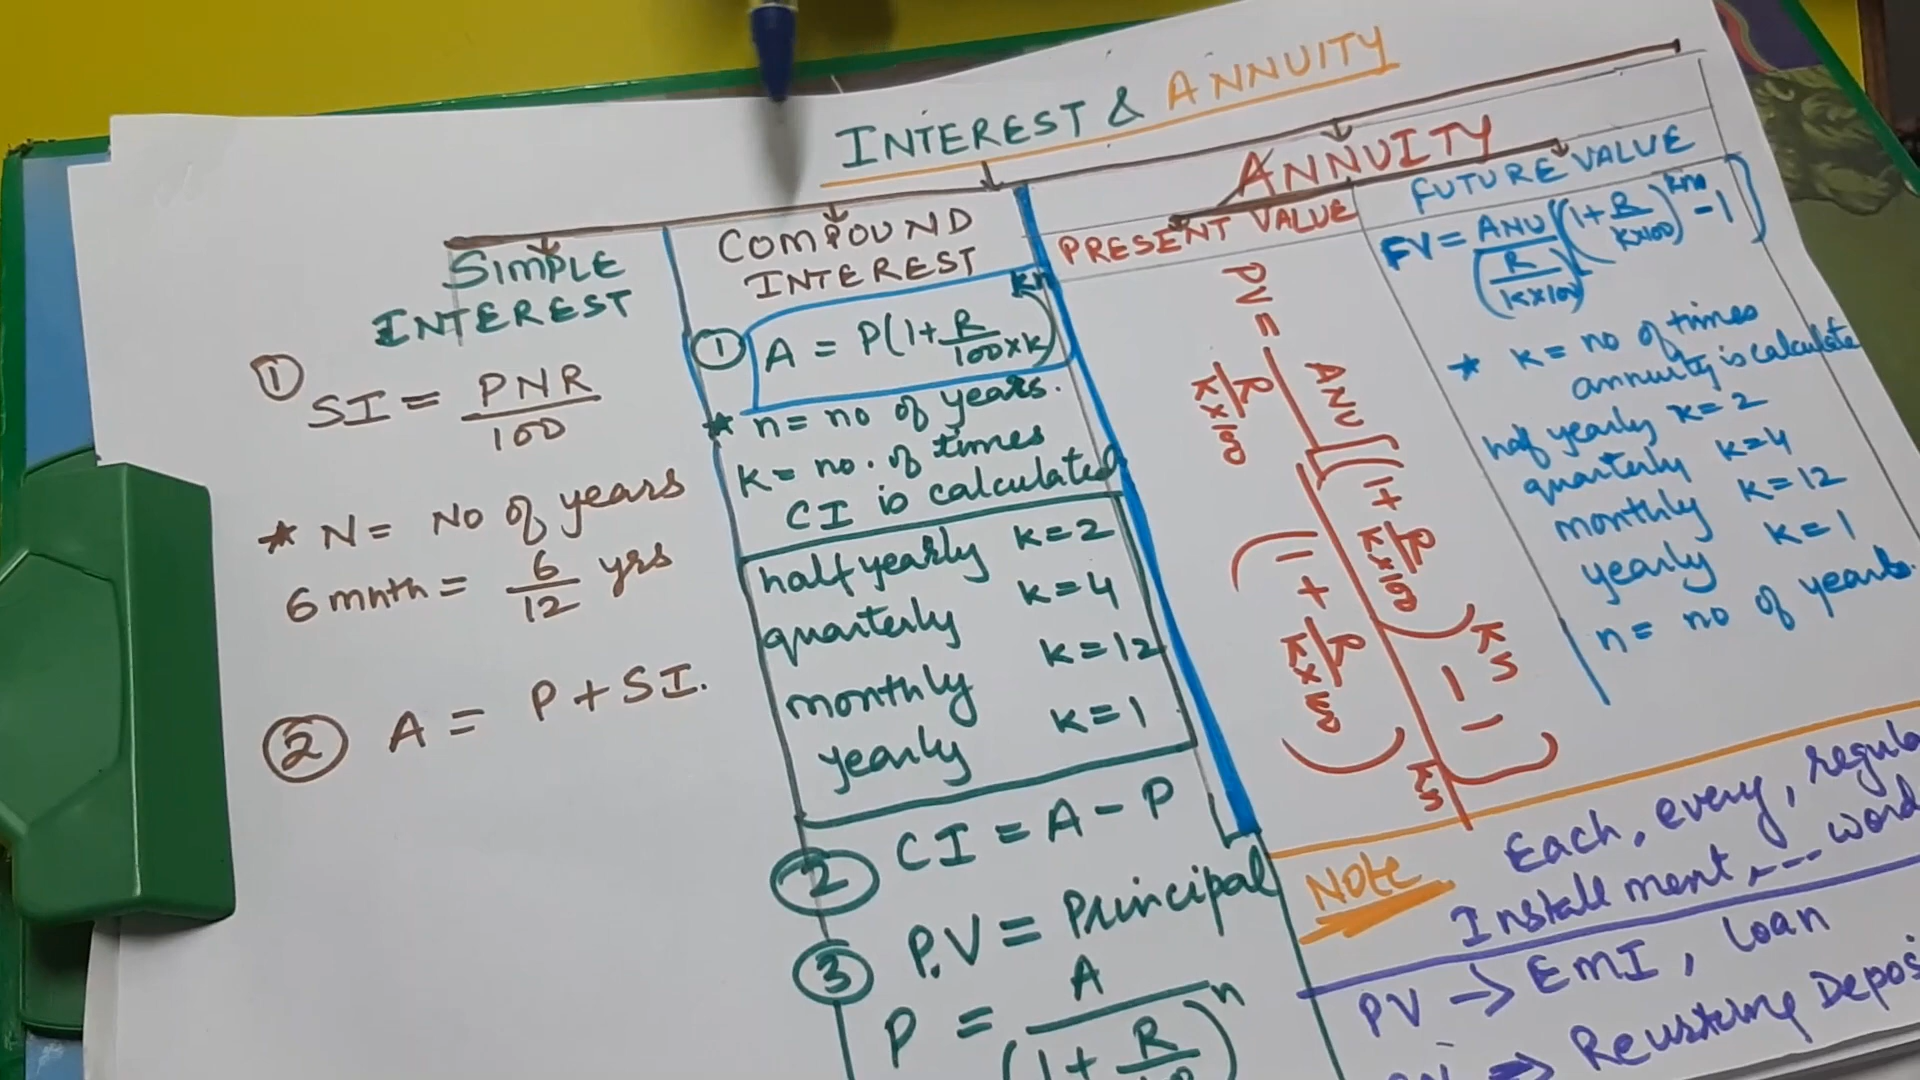 INTEREST & ANNUITY
SIMPLE
INTEREST
① SI = PNR/100
* N = No of years
6 mnth = 6/12 yrs
② A = P + SI.
COMPOUND
INTEREST
① A = P(1 + R/100×k)^kn
* n = no of years.
k = no. of times
CI is calculated
half yearly k = 2
quarterly k = 4
monthly k = 12
yearly k = 1
② CI = A - P
③ P.V = Principal
P = A/(1 +
ANNUITY
PRESENT VALUE
PV = ANU/(R/k×100) [(1 + R/k×100)^kn - 1]/(1 + R/k×100)^kn
FUTURE VALUE
FV = ANU/(R/k×100) ((1 + R/k×100)^kn - 1)
* k = no of times
annuity is calculate
half yearly k = 2
quarterly k = 4
monthly k = 12
yearly k = 1
n = no of years.
Note
Each, every, regula
Installment, --- word
PV → EMI, loan